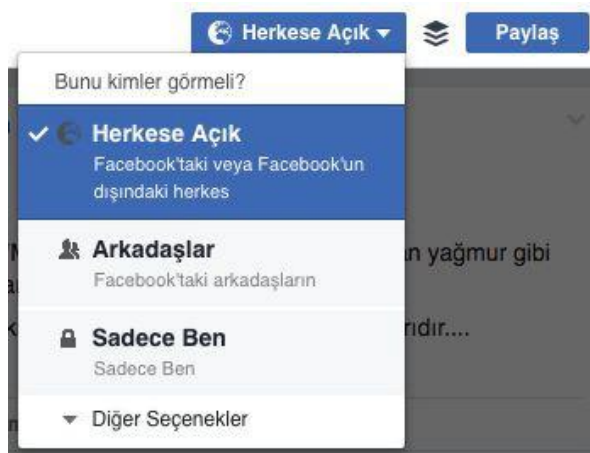 Herkese Açık
Paylaş
Bunu kimler görmeli?
Herkese Açık
Facebook'taki veya Facebook'un
dışındaki herkes
Arkadaşlar
n yağmur gibi
Facebook'taki arkadaşların
Sadece Ben
rıdır....
Sadece Ben
Diğer Seçenekler